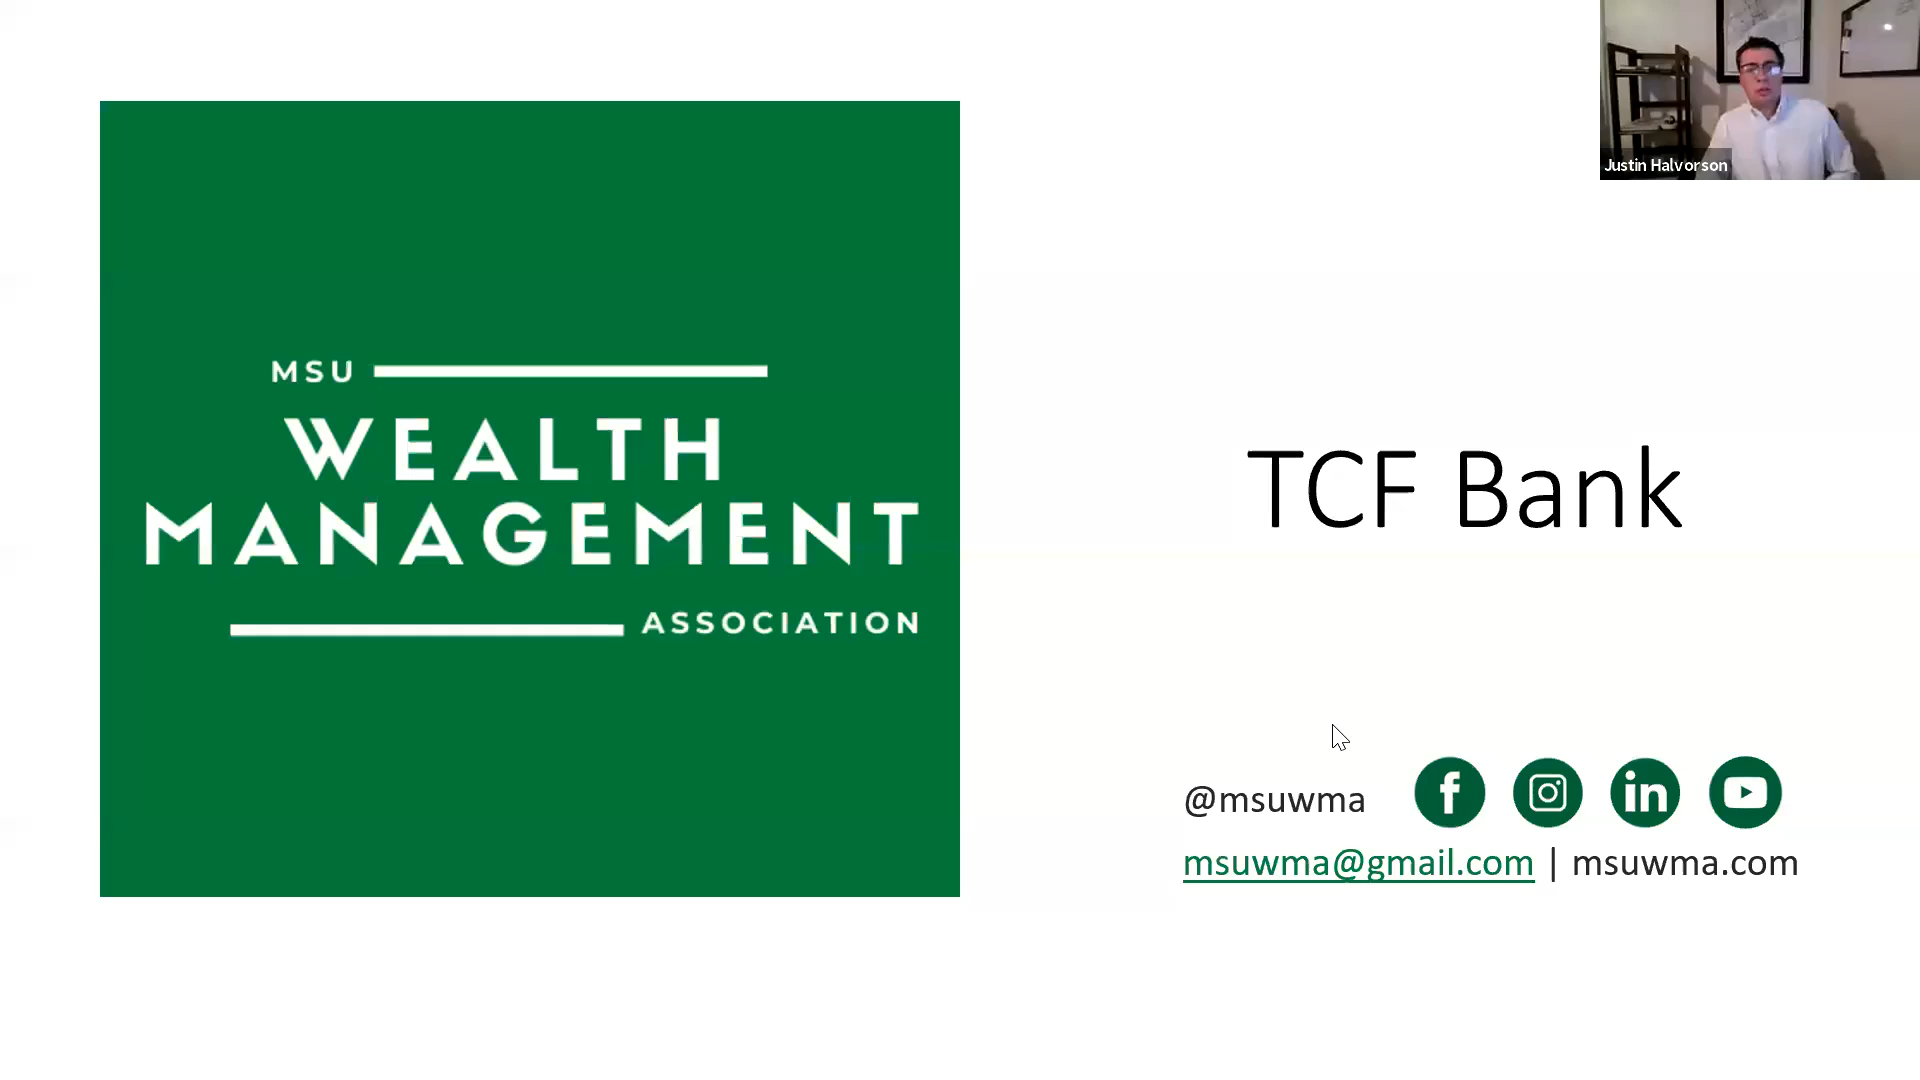 MSU
WEALTH
MANAGEMENT
ASSOCIATION
TCF Bank
@msuwma
msuwma@gmail.com | msuwma.com
Justin Halvorson